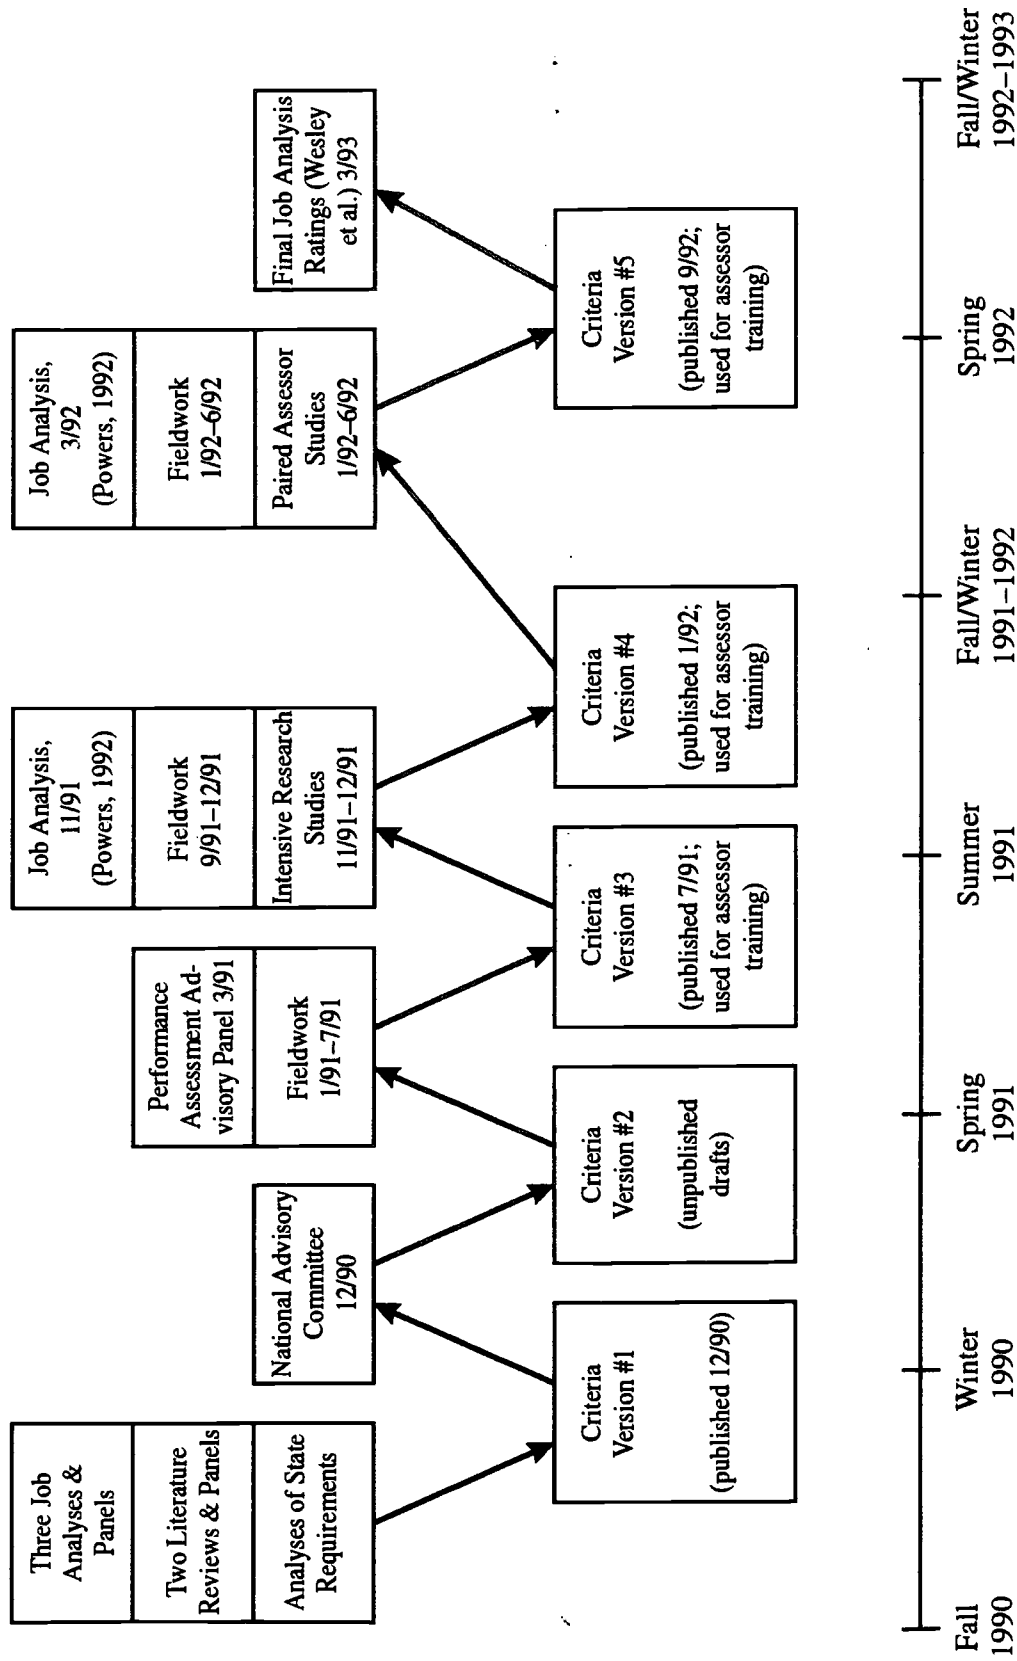 Three Job
Analyses &
Panels
Two Literature
Reviews & Panels
Analyses of State
Requirements
National Advisory
Committee
12/90
Performance
Assessment Ad-
visory Panel 3/91
Fieldwork
1/91–7/91
Job Analysis,
11/91
(Powers, 1992)
Fieldwork
9/91–12/91
Intensive Research
Studies
11/91–12/91
Job Analysis,
3/92
(Powers, 1992)
Fieldwork
1/92–6/92
Paired Assessor
Studies
1/92–6/92
Final Job Analysis
Ratings (Wesley
et al.) 3/93
Criteria
Version #1
(published 12/90)
Criteria
Version #2
(unpublished
drafts)
Criteria
Version #3
(published 7/91;
used for assessor
training)
Criteria
Version #4
(published 1/92;
used for assessor
training)
Criteria
Version #5
(published 9/92;
used for assessor
training)
Fall
1990
Winter
1990
Spring
1991
Summer
1991
Fall/Winter
1991–1992
Spring
1992
Fall/Winter
1992–1993